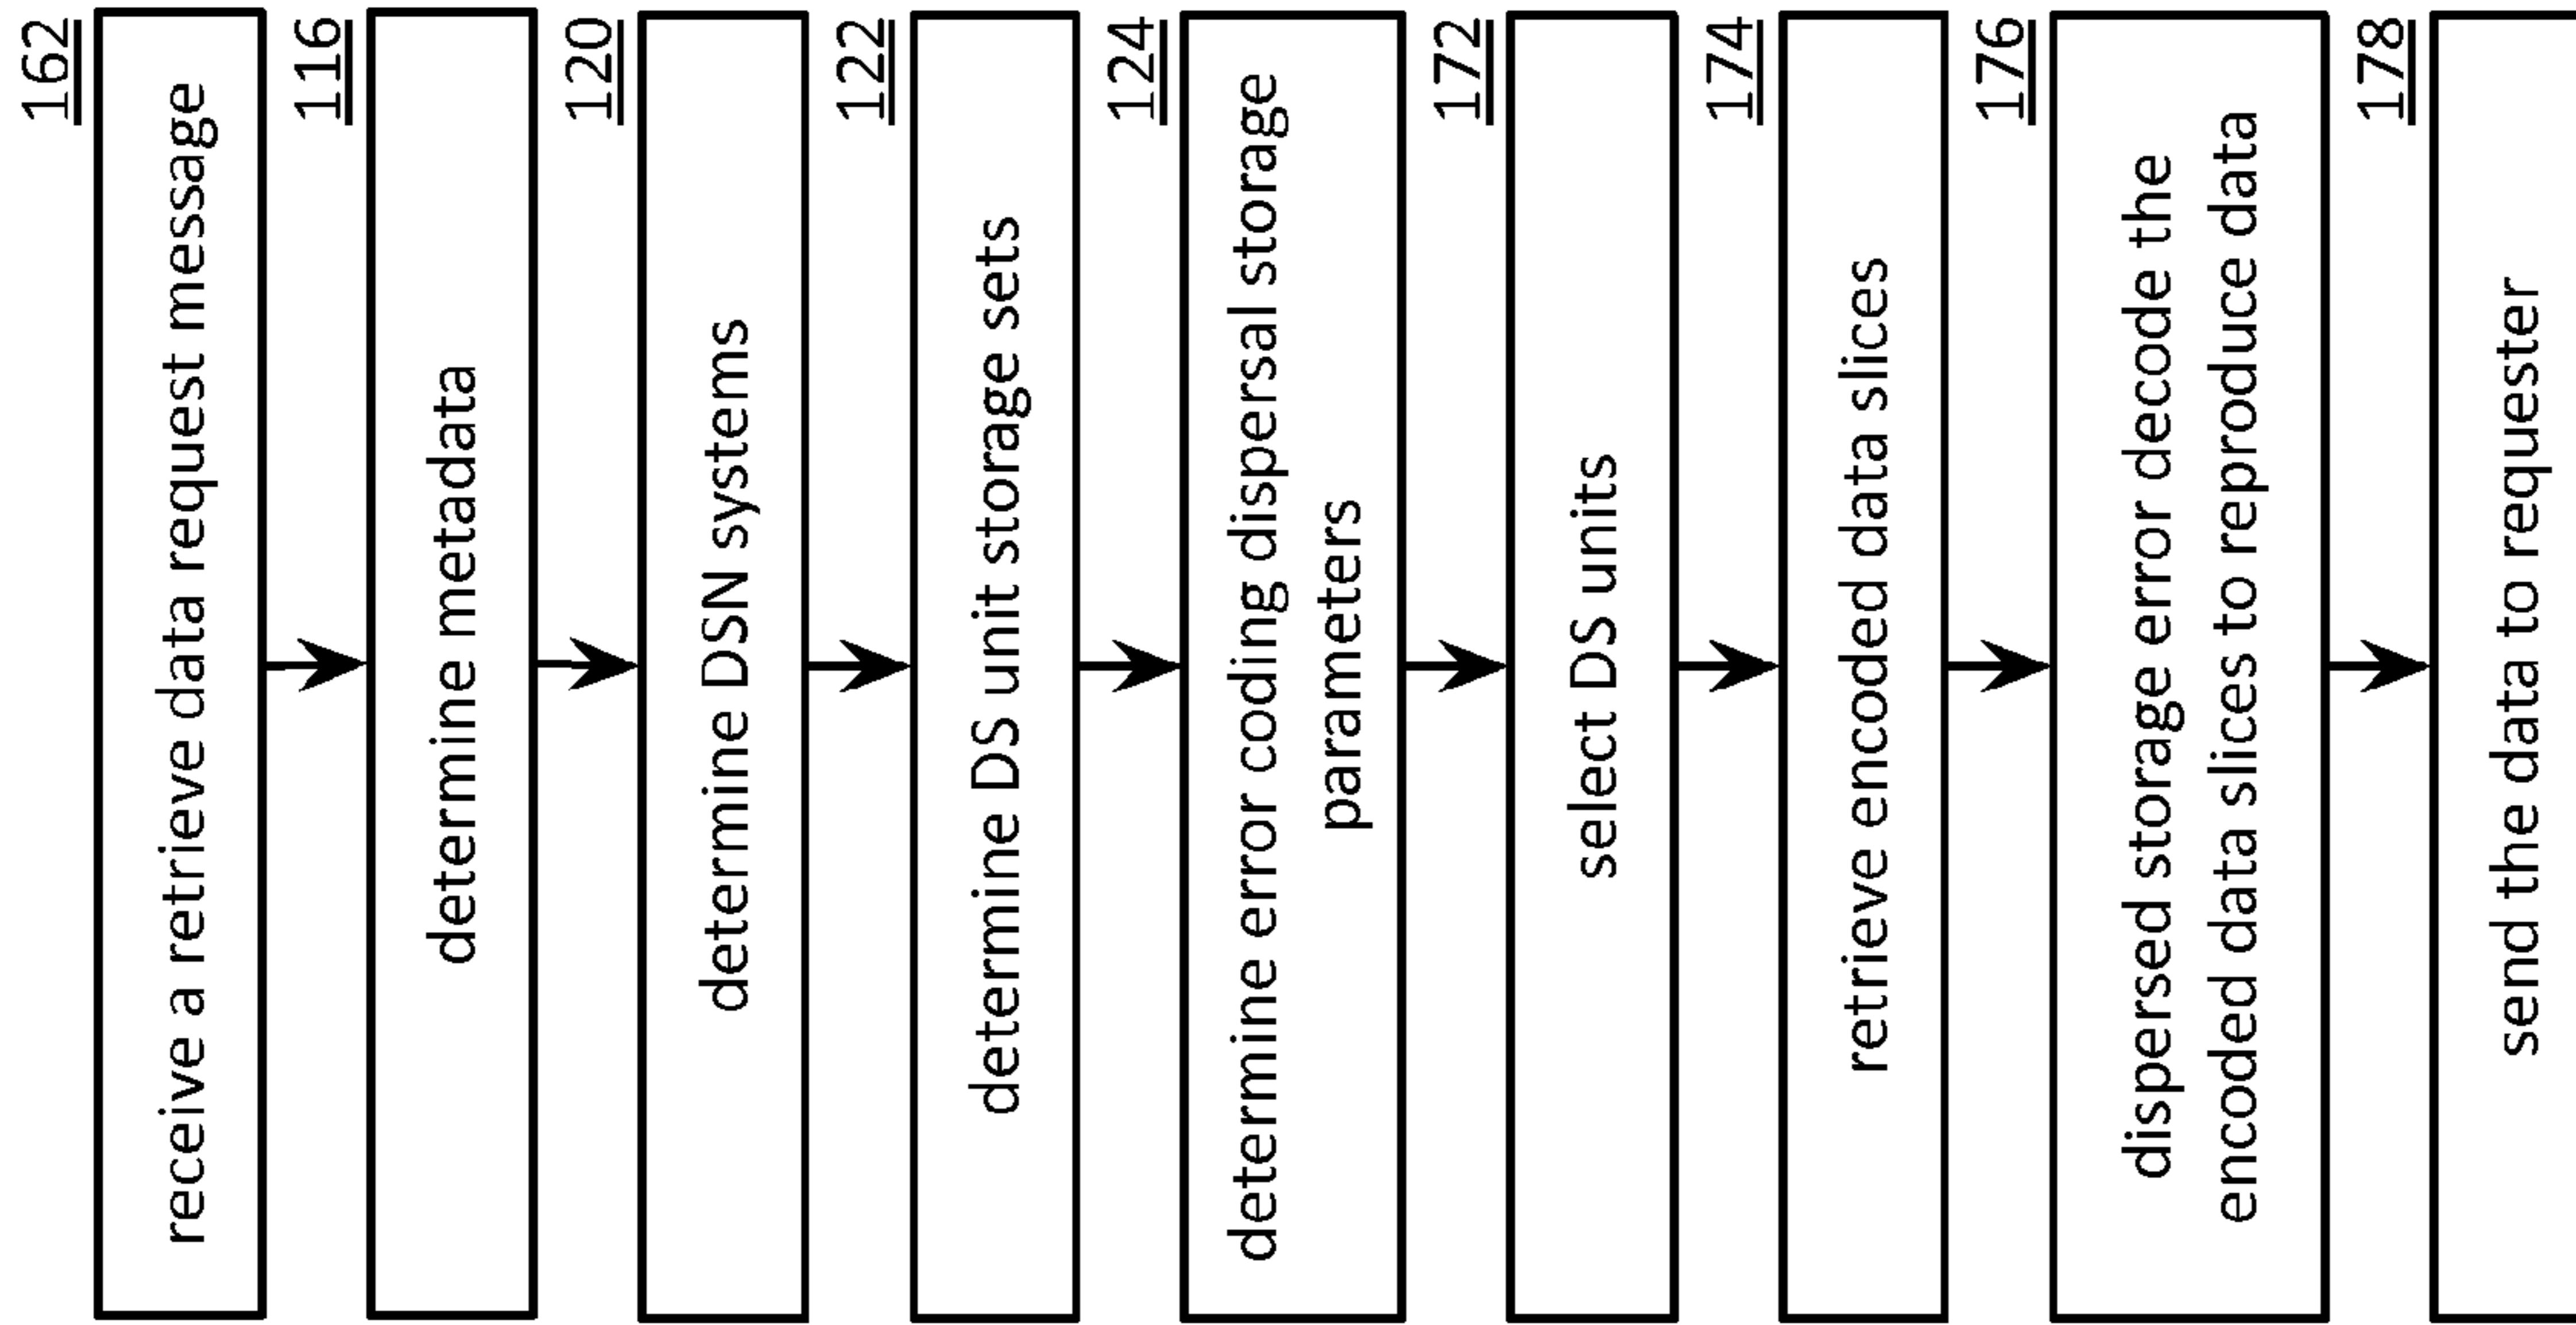 162
receive a retrieve data request message
116
determine metadata
120
determine DSN systems
122
determine DS unit storage sets
124
determine error coding dispersal storage
parameters
172
select DS units
174
retrieve encoded data slices
176
dispersed storage error decode the
encoded data slices to reproduce data
178
send the data to requester